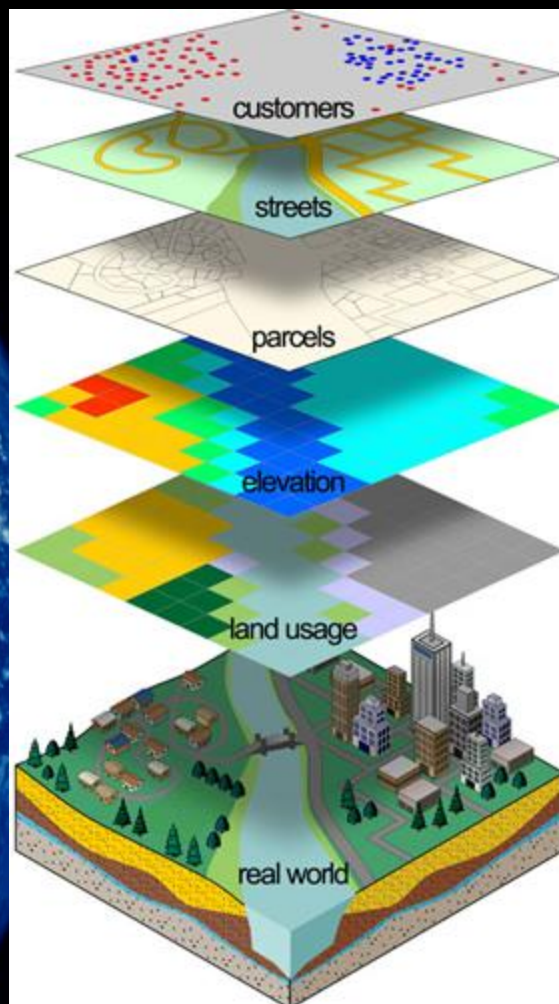 customers
streets
parcels
elevation
land usage
real world